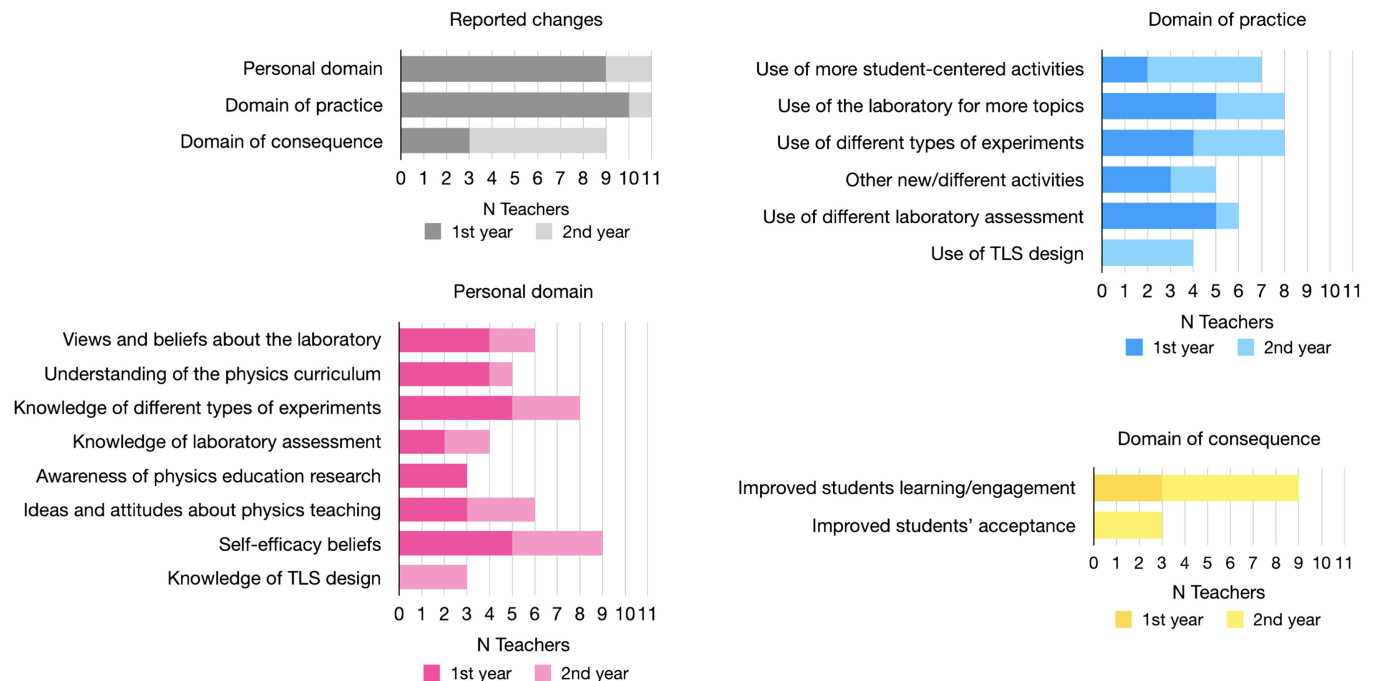 Reported changes
Personal domain
Domain of practice
Domain of consequence
0 1 2 3 4 5 6 7 8 9 10 11
N Teachers
1st year 2nd year
Personal domain
Views and beliefs about the laboratory
Understanding of the physics curriculum
Knowledge of different types of experiments
Knowledge of laboratory assessment
Awareness of physics education research
Ideas and attitudes about physics teaching
Self-efficacy beliefs
Knowledge of TLS design
0 1 2 3 4 5 6 7 8 9 10 11
N Teachers
1st year 2nd year
Domain of practice
Use of more student-centered activities
Use of the laboratory for more topics
Use of different types of experiments
Other new/different activities
Use of different laboratory assessment
Use of TLS design
0 1 2 3 4 5 6 7 8 9 10 11
N Teachers
1st year 2nd year
Domain of consequence
Improved students learning/engagement
Improved students’ acceptance
0 1 2 3 4 5 6 7 8 9 10 11
N Teachers
1st year 2nd year